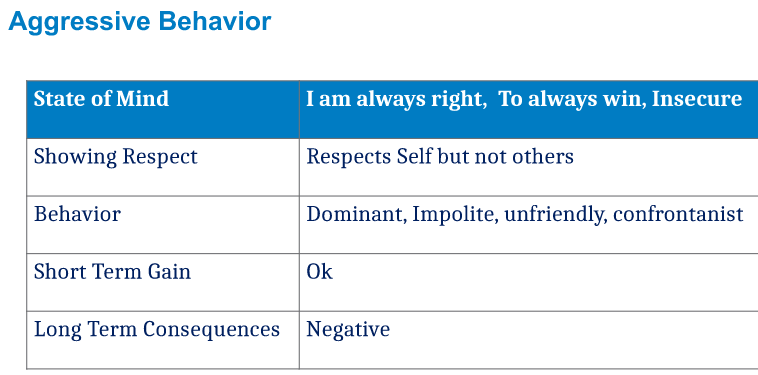 Aggressive Behavior
State of Mind I am always right,  To always win, Insecure
Showing Respect Respects Self but not others
Behavior Dominant, Impolite, unfriendly, confrontanist
Short Term Gain Ok
Long Term Consequences Negative